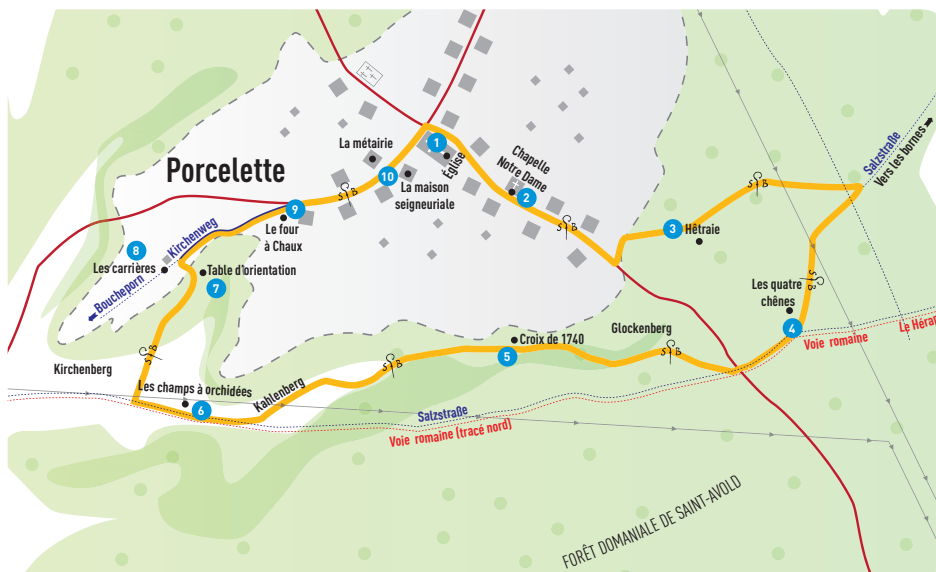 Porcelette
La métairie
1
Église
Chapelle
Notre Dame
2
10
La maison
seigneuriale
Salzstraße
Vers les bornes
S B
S B
S B
9
Le four
à Chaux
Kirchenweg
8
Les carrières
Boucheporn
Table d'orientation
7
3
Hêtraie
S B
Les quatre
chênes
4
Voie romaine
Le Héra
Glockenberg
S B
Croix de 1740
5
S B
S B
Kirchenberg
Les champs à orchidées
6
Kahlenberg
Salzstraße
Voie romaine (tracé nord)
FORÊT DOMANIALE DE SAINT-AVOLD